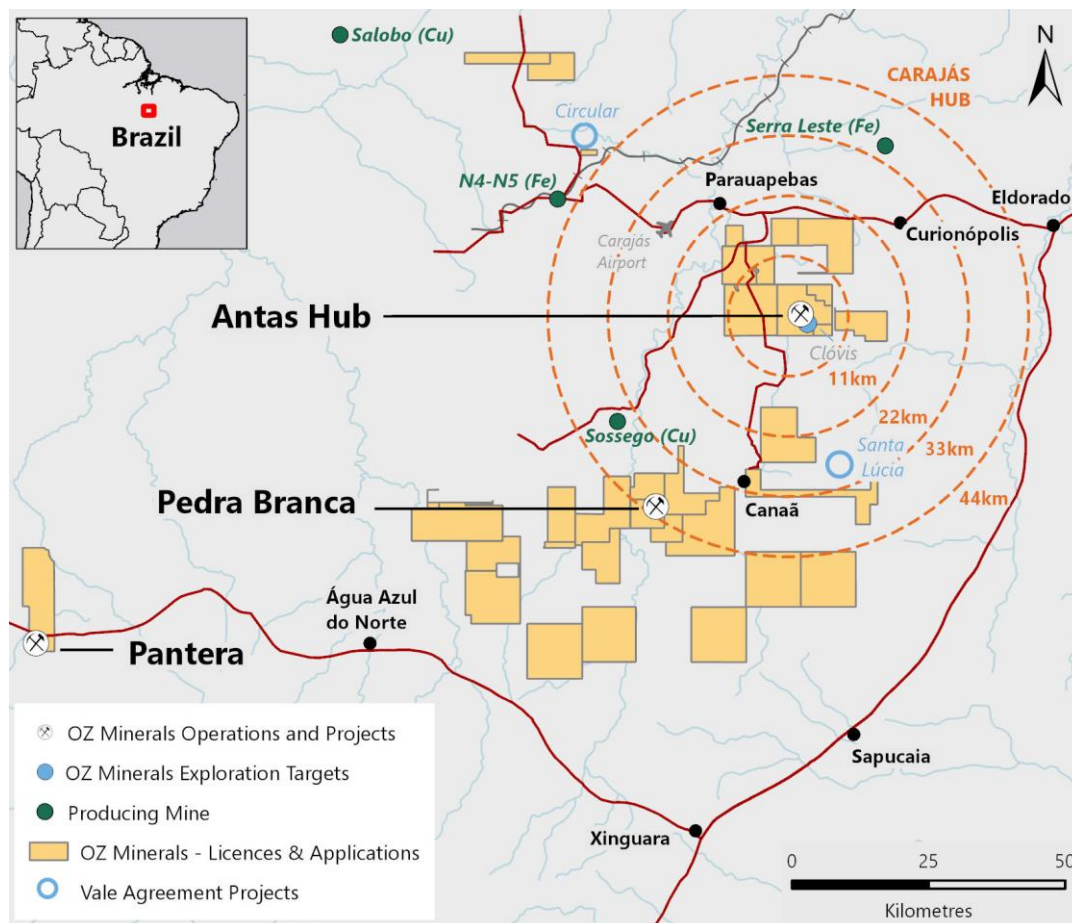 Salobo (Cu)
N
CARAJÁS
HUB
Brazil
Circular
Serra Leste (Fe)
N4-N5 (Fe)
Parauapebas
Eldorado
Carajás
Airport
Curionópolis
Antas Hub
Clóvis
11km
22km
Sossego (Cu)
Santa
Lúcia
33km
44km
Pedra Branca
Canaã
Água Azul
do Norte
Pantera
OZ Minerals Operations and Projects
OZ Minerals Exploration Targets
Producing Mine
OZ Minerals - Licences & Applications
Vale Agreement Projects
Sapucaia
Xinguara
0 25 50
Kilometres